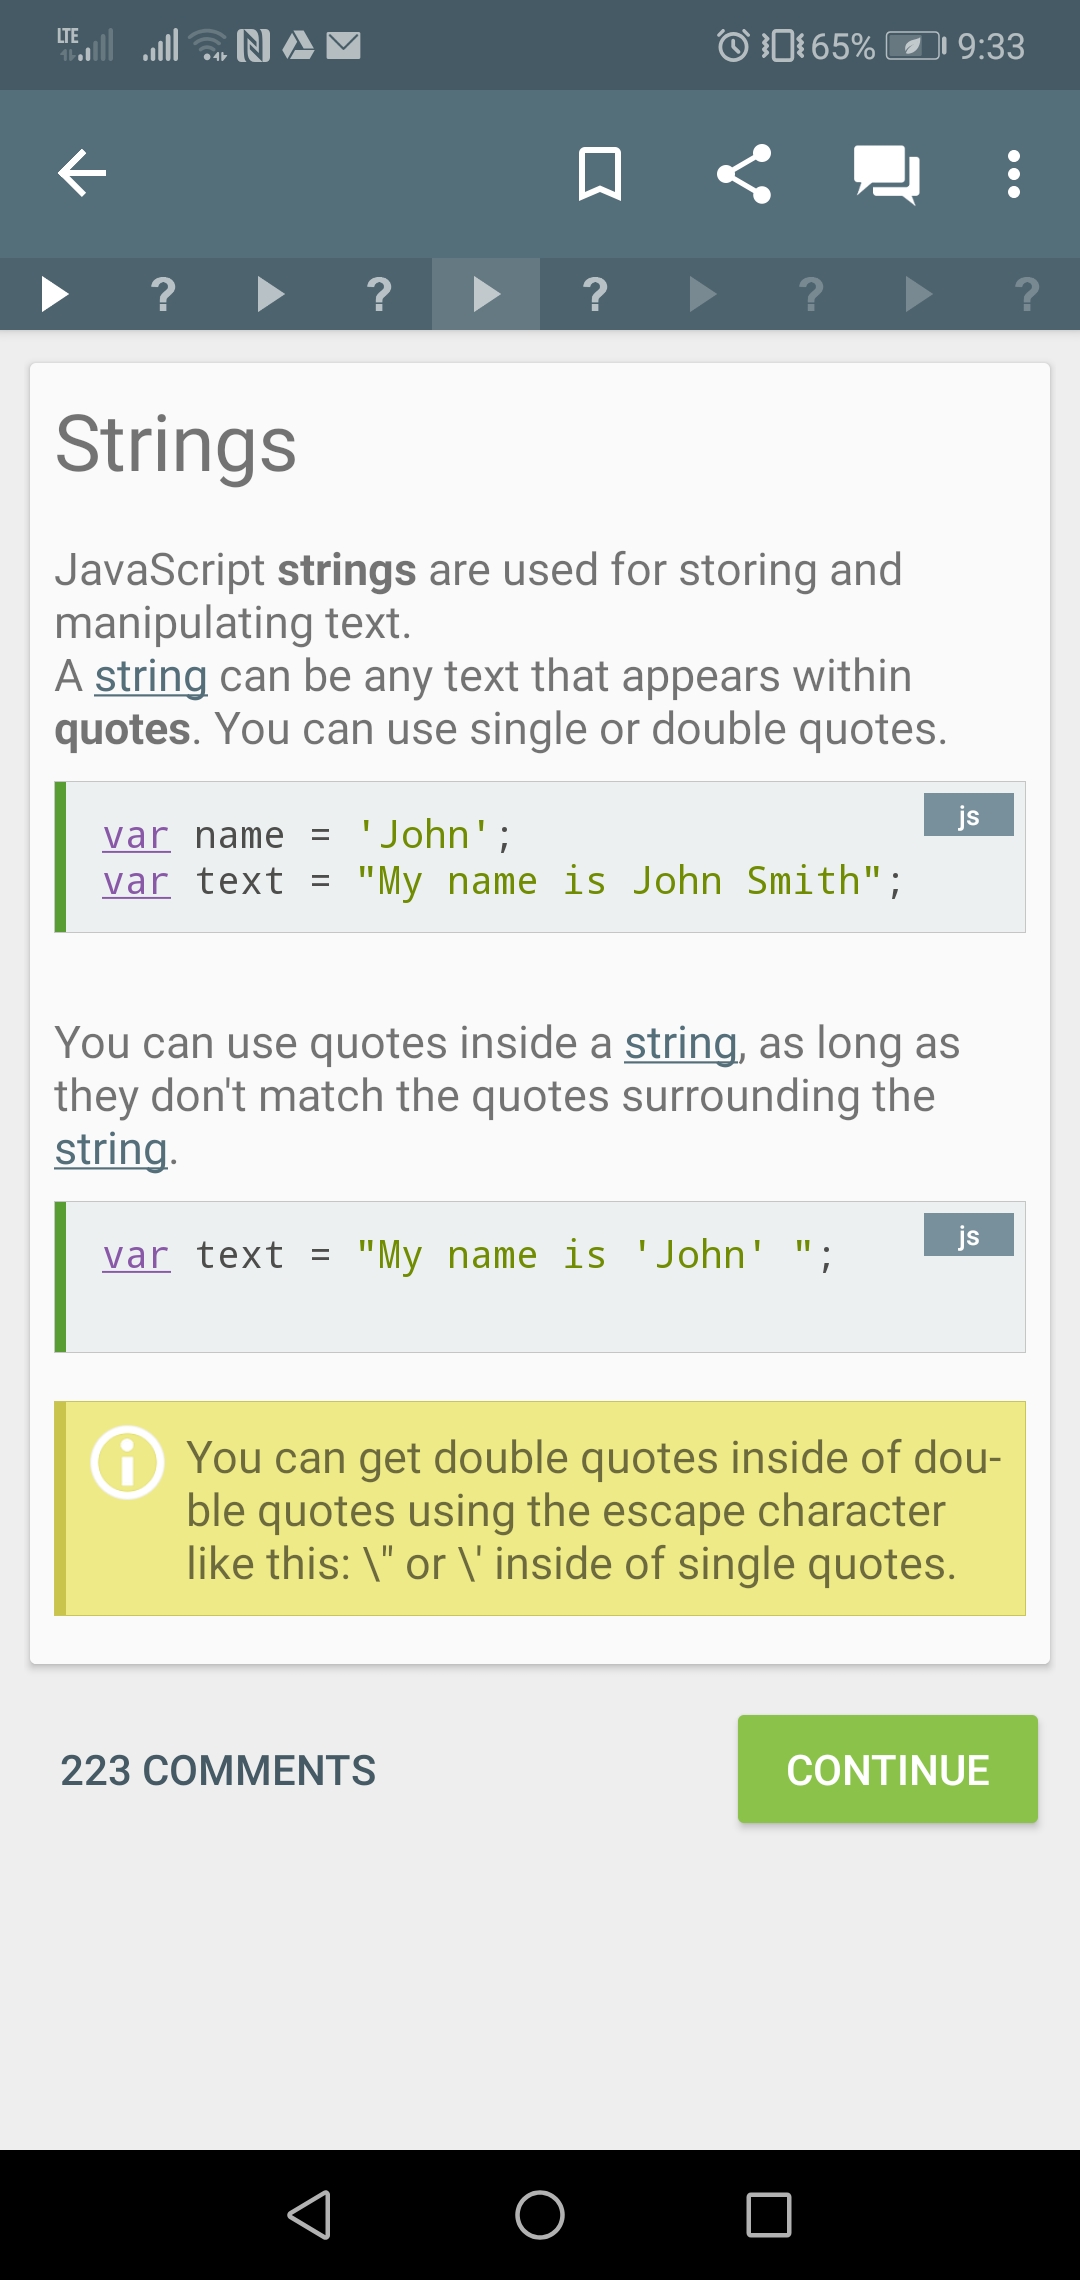 LTE 65% 9:33
? ? ? ? ?
Strings
JavaScript strings are used for storing and
manipulating text.
A string can be any text that appears within
quotes. You can use single or double quotes.
js
var name = 'John';
var text = "My name is John Smith";
You can use quotes inside a string, as long as
they don't match the quotes surrounding the
string.
js
var text = "My name is 'John' ";
You can get double quotes inside of dou-
ble quotes using the escape character
like this: \" or \' inside of single quotes.
223 COMMENTS
CONTINUE